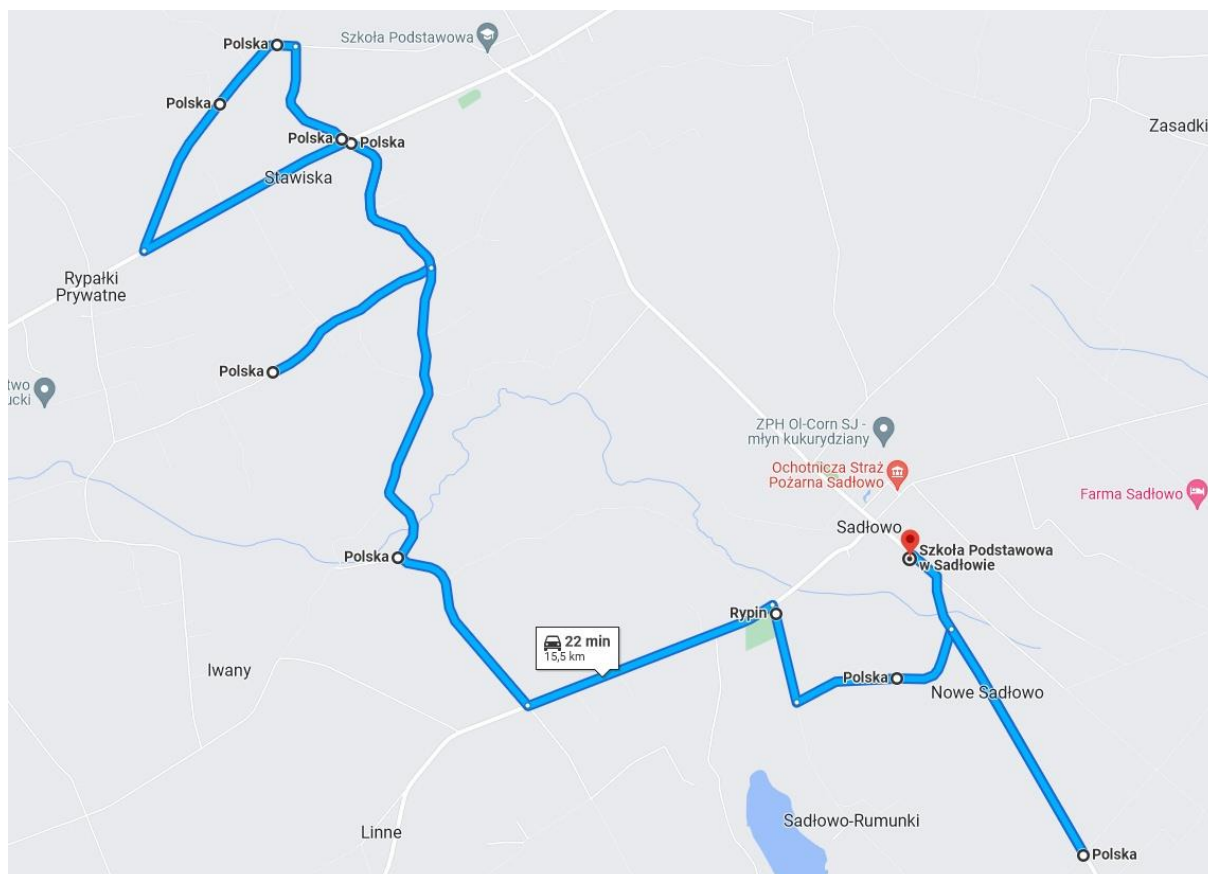 Szkoła Podstawowa
Polska
Polska
Zasadki
Polska
Polska
Stawiska
Rypałki
Prywatne
Polska
two
ucki
ZPH Ol-Corn SJ -
młyn kukurydziany
Ochotnicza Straż
Pożarna Sadłowo
Farma Sadłowo
Sadłowo
Szkoła Podstawowa
w Sadłowie
Polska
Rypin
22 min
15,5 km
Iwany
Polska
Nowe Sadłowo
Sadłowo-Rumunki
Linne
Polska